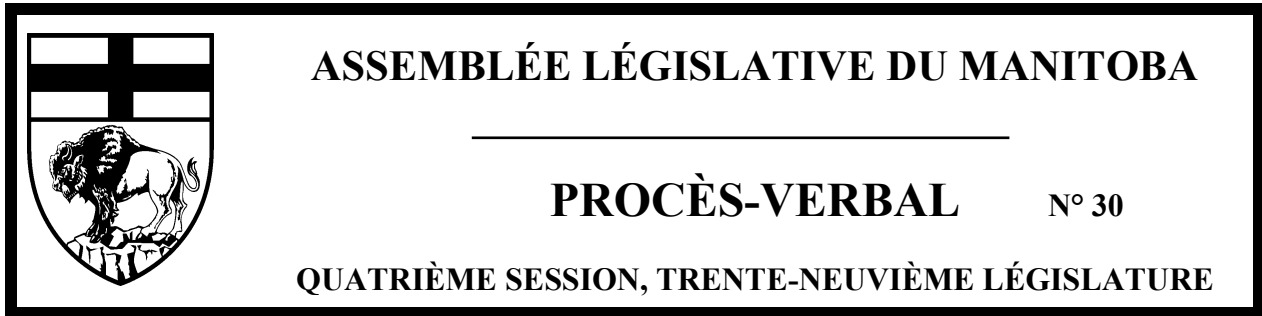 ASSEMBLÉE LÉGISLATIVE DU MANITOBA
PROCÈS-VERBAL N° 30
QUATRIÈME SESSION, TRENTE-NEUVIÈME LÉGISLATURE